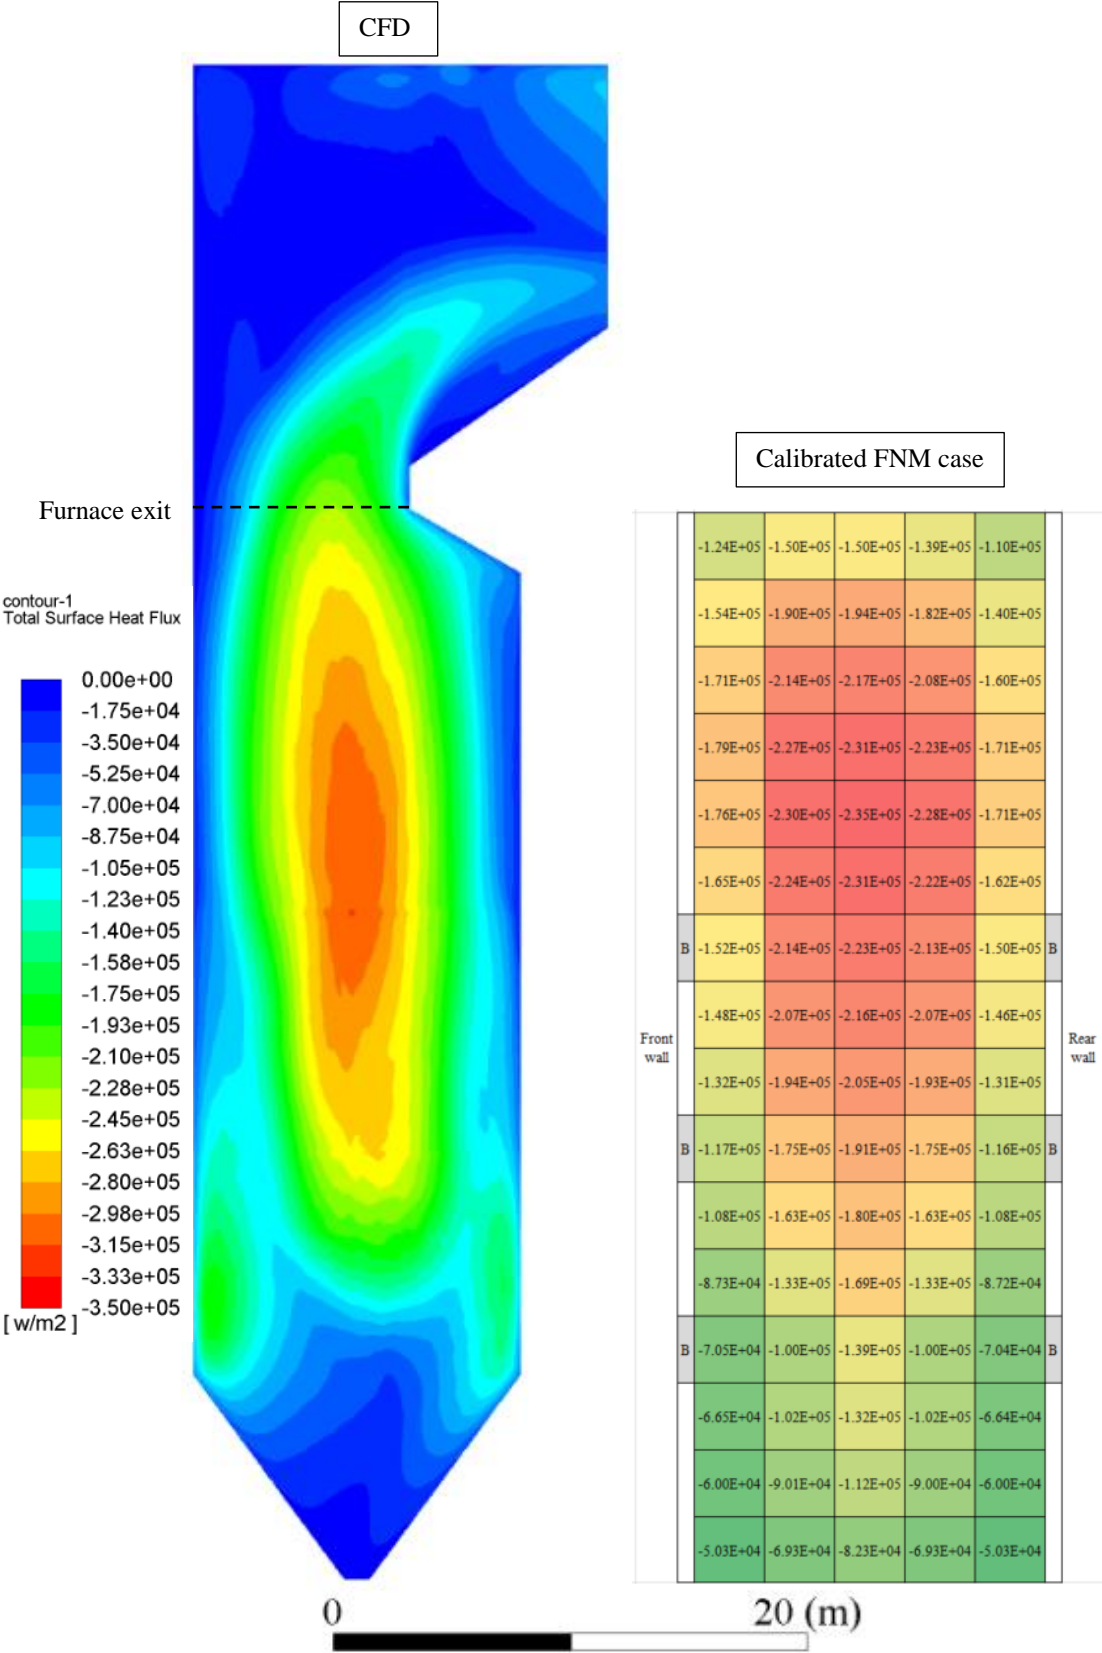 CFD
Furnace exit
contour-1
Total Surface Heat Flux
0.00e+00
-1.75e+04
-3.50e+04
-5.25e+04
-7.00e+04
-8.75e+04
-1.05e+05
-1.23e+05
-1.40e+05
-1.58e+05
-1.75e+05
-1.93e+05
-2.10e+05
-2.28e+05
-2.45e+05
-2.63e+05
-2.80e+05
-2.98e+05
-3.15e+05
-3.33e+05
-3.50e+05
[ w/m2 ]
Calibrated FNM case
-1.24E+05 -1.50E+05 -1.50E+05 -1.39E+05 -1.10E+05
-1.54E+05 -1.90E+05 -1.94E+05 -1.82E+05 -1.40E+05
-1.71E+05 -2.14E+05 -2.17E+05 -2.08E+05 -1.60E+05
-1.79E+05 -2.27E+05 -2.31E+05 -2.23E+05 -1.71E+05
-1.76E+05 -2.30E+05 -2.35E+05 -2.28E+05 -1.71E+05
-1.65E+05 -2.24E+05 -2.31E+05 -2.22E+05 -1.62E+05
B -1.52E+05 -2.14E+05 -2.23E+05 -2.13E+05 -1.50E+05 B
-1.48E+05 -2.07E+05 -2.16E+05 -2.07E+05 -1.46E+05
Front
wall
Rear
wall
-1.32E+05 -1.94E+05 -2.05E+05 -1.93E+05 -1.31E+05
B -1.17E+05 -1.75E+05 -1.91E+05 -1.75E+05 -1.16E+05 B
-1.08E+05 -1.63E+05 -1.80E+05 -1.63E+05 -1.08E+05
-8.73E+04 -1.33E+05 -1.69E+05 -1.33E+05 -8.72E+04
B -7.05E+04 -1.00E+05 -1.39E+05 -1.00E+05 -7.04E+04 B
-6.65E+04 -1.02E+05 -1.32E+05 -1.02E+05 -6.64E+04
-6.00E+04 -9.01E+04 -1.12E+05 -9.00E+04 -6.00E+04
-5.03E+04 -6.93E+04 -8.23E+04 -6.93E+04 -5.03E+04
0 20 (m)